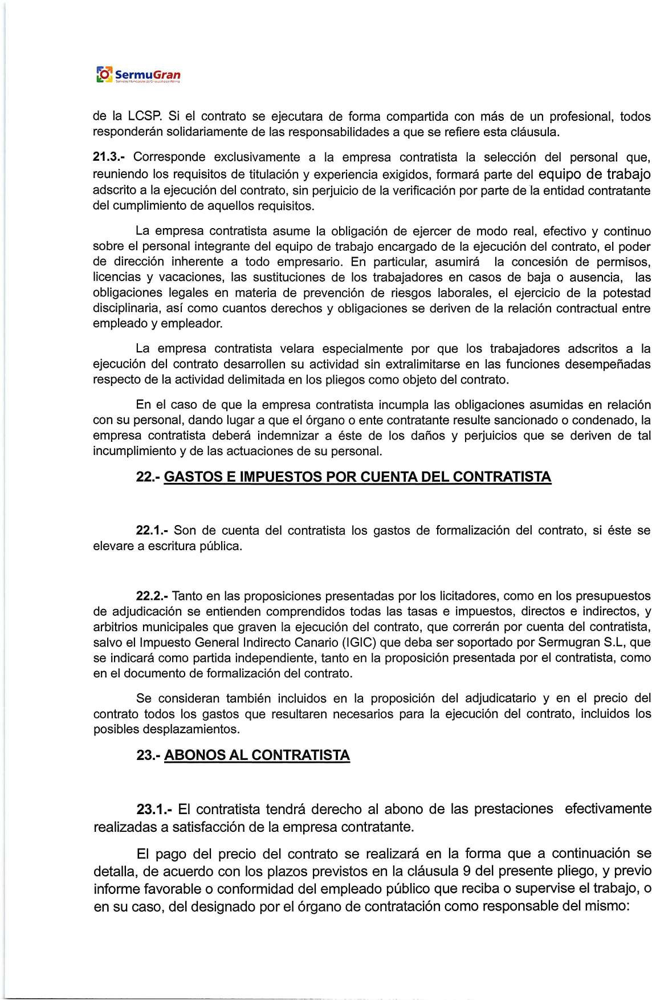 SermuGran
de la LCSP. Si el contrato se ejecutara de forma compartida con más de un profesional, todos
responderán solidariamente de las responsabilidades a que se refiere esta cláusula.
21.3.- Corresponde exclusivamente a la empresa contratista la selección del personal que,
reuniendo los requisitos de titulación y experiencia exigidos, formará parte del equipo de trabajo
adscrito a la ejecución del contrato, sin perjuicio de la verificación por parte de la entidad contratante
del cumplimiento de aquellos requisitos.
La empresa contratista asume la obligación de ejercer de modo real, efectivo y continuo
sobre el personal integrante del equipo de trabajo encargado de la ejecución del contrato, el poder
de dirección inherente a todo empresario. En particular, asumirá la concesión de permisos,
licencias y vacaciones, las sustituciones de los trabajadores en casos de baja o ausencia, las
obligaciones legales en materia de prevención de riesgos laborales, el ejercicio de la potestad
disciplinaria, así como cuantos derechos y obligaciones se deriven de la relación contractual entre
empleado y empleador.
La empresa contratista velara especialmente por que los trabajadores adscritos a la
ejecución del contrato desarrollen su actividad sin extralimitarse en las funciones desempeñadas
respecto de la actividad delimitada en los pliegos como objeto del contrato.
En el caso de que la empresa contratista incumpla las obligaciones asumidas en relación
con su personal, dando lugar a que el órgano o ente contratante resulte sancionado o condenado, la
empresa contratista deberá indemnizar a éste de los daños y perjuicios que se deriven de tal
incumplimiento y de las actuaciones de su personal.
22.- GASTOS E IMPUESTOS POR CUENTA DEL CONTRATISTA
22.1.- Son de cuenta del contratista los gastos de formalización del contrato, si éste se
elevare a escritura pública.
22.2.- Tanto en las proposiciones presentadas por los licitadores, como en los presupuestos
de adjudicación se entienden comprendidos todas las tasas e impuestos, directos e indirectos, y
arbitrios municipales que graven la ejecución del contrato, que correrán por cuenta del contratista,
salvo el Impuesto General Indirecto Canario (IGIC) que deba ser soportado por Sermugran S.L, que
se indicará como partida independiente, tanto en la proposición presentada por el contratista, como
en el documento de formalización del contrato.
Se consideran también incluidos en la proposición del adjudicatario y en el precio del
contrato todos los gastos que resultaren necesarios para la ejecución del contrato, incluidos los
posibles desplazamientos.
23.- ABONOS AL CONTRATISTA
23.1.- El contratista tendrá derecho al abono de las prestaciones efectivamente
realizadas a satisfacción de la empresa contratante.
El pago del precio del contrato se realizará en la forma que a continuación se
detalla, de acuerdo con los plazos previstos en la cláusula 9 del presente pliego, y previo
informe favorable o conformidad del empleado público que reciba o supervise el trabajo, o
en su caso, del designado por el órgano de contratación como responsable del mismo: